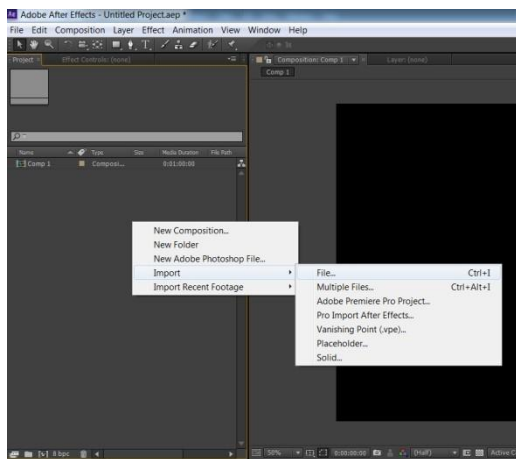 Adobe After Effects - Untitled Project.aep *
File Edit Composition Layer Effect Animation View Window Help
Project
Effect Controls: (none)
Composition: Comp 1
Layer: (none)
Comp 1
Name Type Size Media Duration File Path
Comp 1 Composi... 0:01:00:00
New Composition...
New Folder
New Adobe Photoshop File...
Import
Import Recent Footage
File... Ctrl+I
Multiple Files... Ctrl+Alt+I
Adobe Premiere Pro Project...
Pro Import After Effects...
Vanishing Point (.vpe)...
Placeholder...
Solid...
8 bpc
50% 0:00:00:00 (Half) Active C